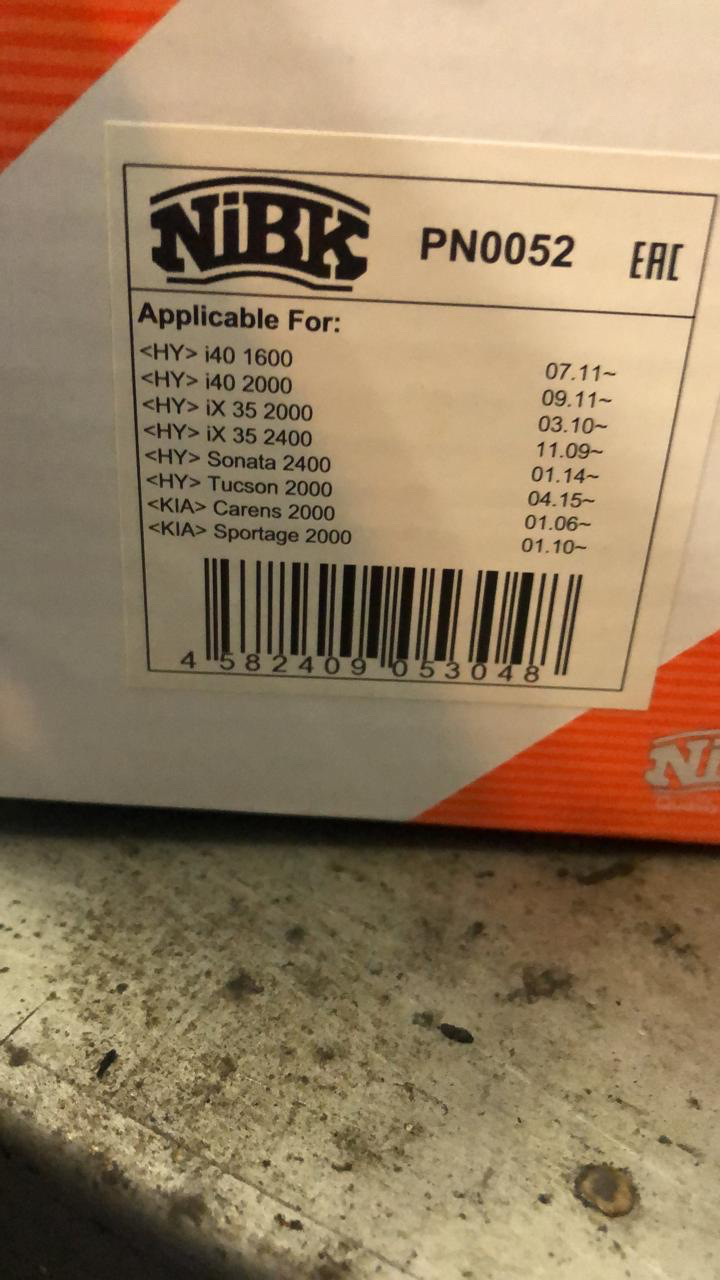 NiBK PN0052 EAC
Applicable For:
<HY> i40 1600 07.11~
<HY> i40 2000 09.11~
<HY> iX 35 2000 03.10~
<HY> iX 35 2400 11.09~
<HY> Sonata 2400 01.14~
<HY> Tucson 2000 04.15~
<KIA> Carens 2000 01.06~
<KIA> Sportage 2000 01.10~
4 582409 053048